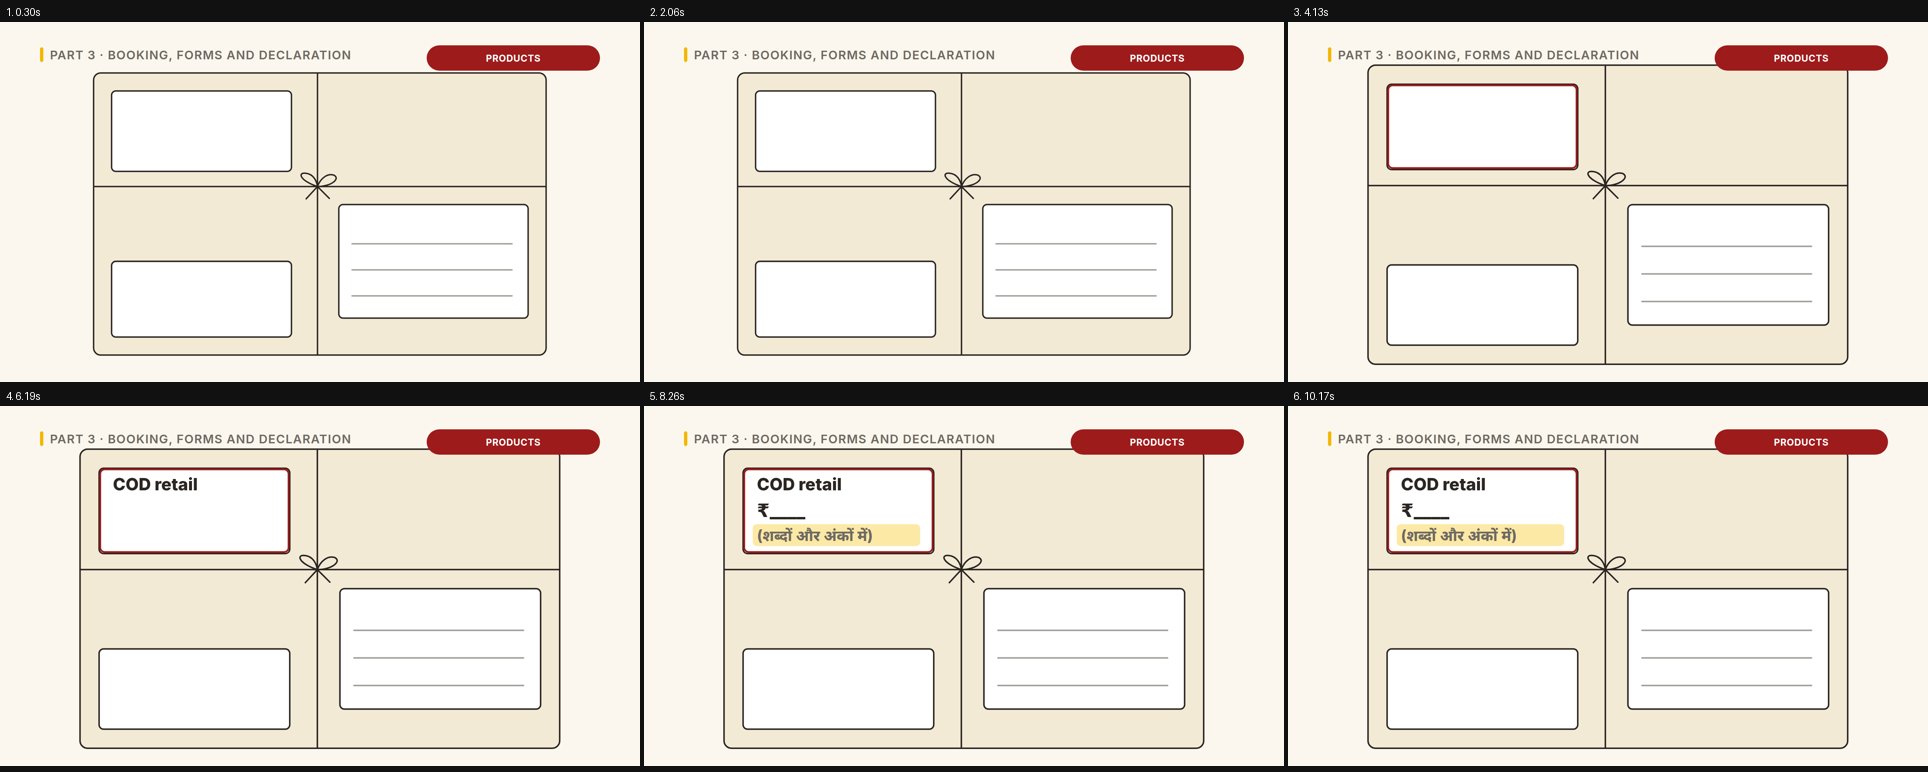 1. 0.30s
2. 2.06s
3. 4.13s
PART 3 · BOOKING, FORMS AND DECLARATION
PRODUCTS
PART 3 · BOOKING, FORMS AND DECLARATION
PRODUCTS
PART 3 · BOOKING, FORMS AND DECLARATION
PRODUCTS
4. 6.19s
5. 8.26s
6. 10.17s
PART 3 · BOOKING, FORMS AND DECLARATION
PRODUCTS
COD retail
PART 3 · BOOKING, FORMS AND DECLARATION
PRODUCTS
COD retail
₹____
(शब्दों और अंकों में)
PART 3 · BOOKING, FORMS AND DECLARATION
PRODUCTS
COD retail
₹____
(शब्दों और अंकों में)